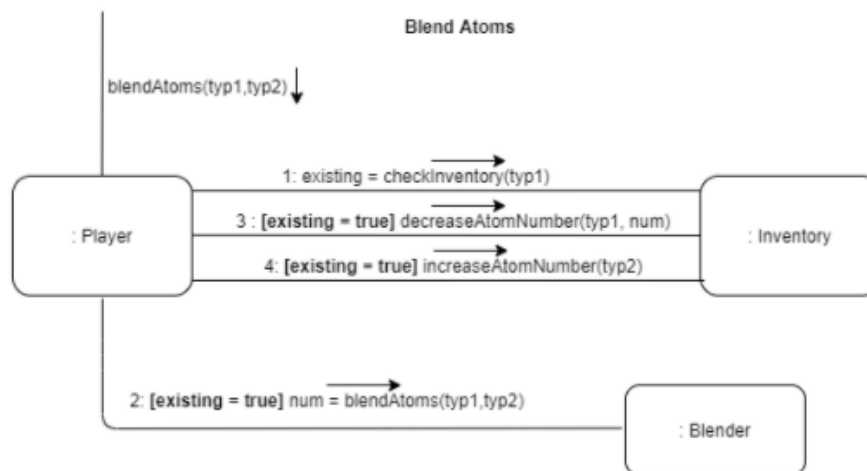 Blend Atoms
blendAtoms(typ1,typ2)
1: existing = checkInventory(typ1)
: Player
3 : [existing = true] decreaseAtomNumber(typ1, num)
: Inventory
4: [existing = true] increaseAtomNumber(typ2)
2: [existing = true] num = blendAtoms(typ1,typ2)
: Blender